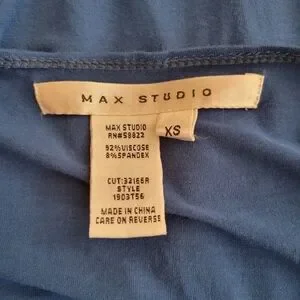 MAX STUDIO
MAX STUDIO
RN#58822
XS
92%VISCOSE
8%SPANDEX
CUT:32166R
STYLE
1903T56
MADE IN CHINA
CARE ON REVERSE